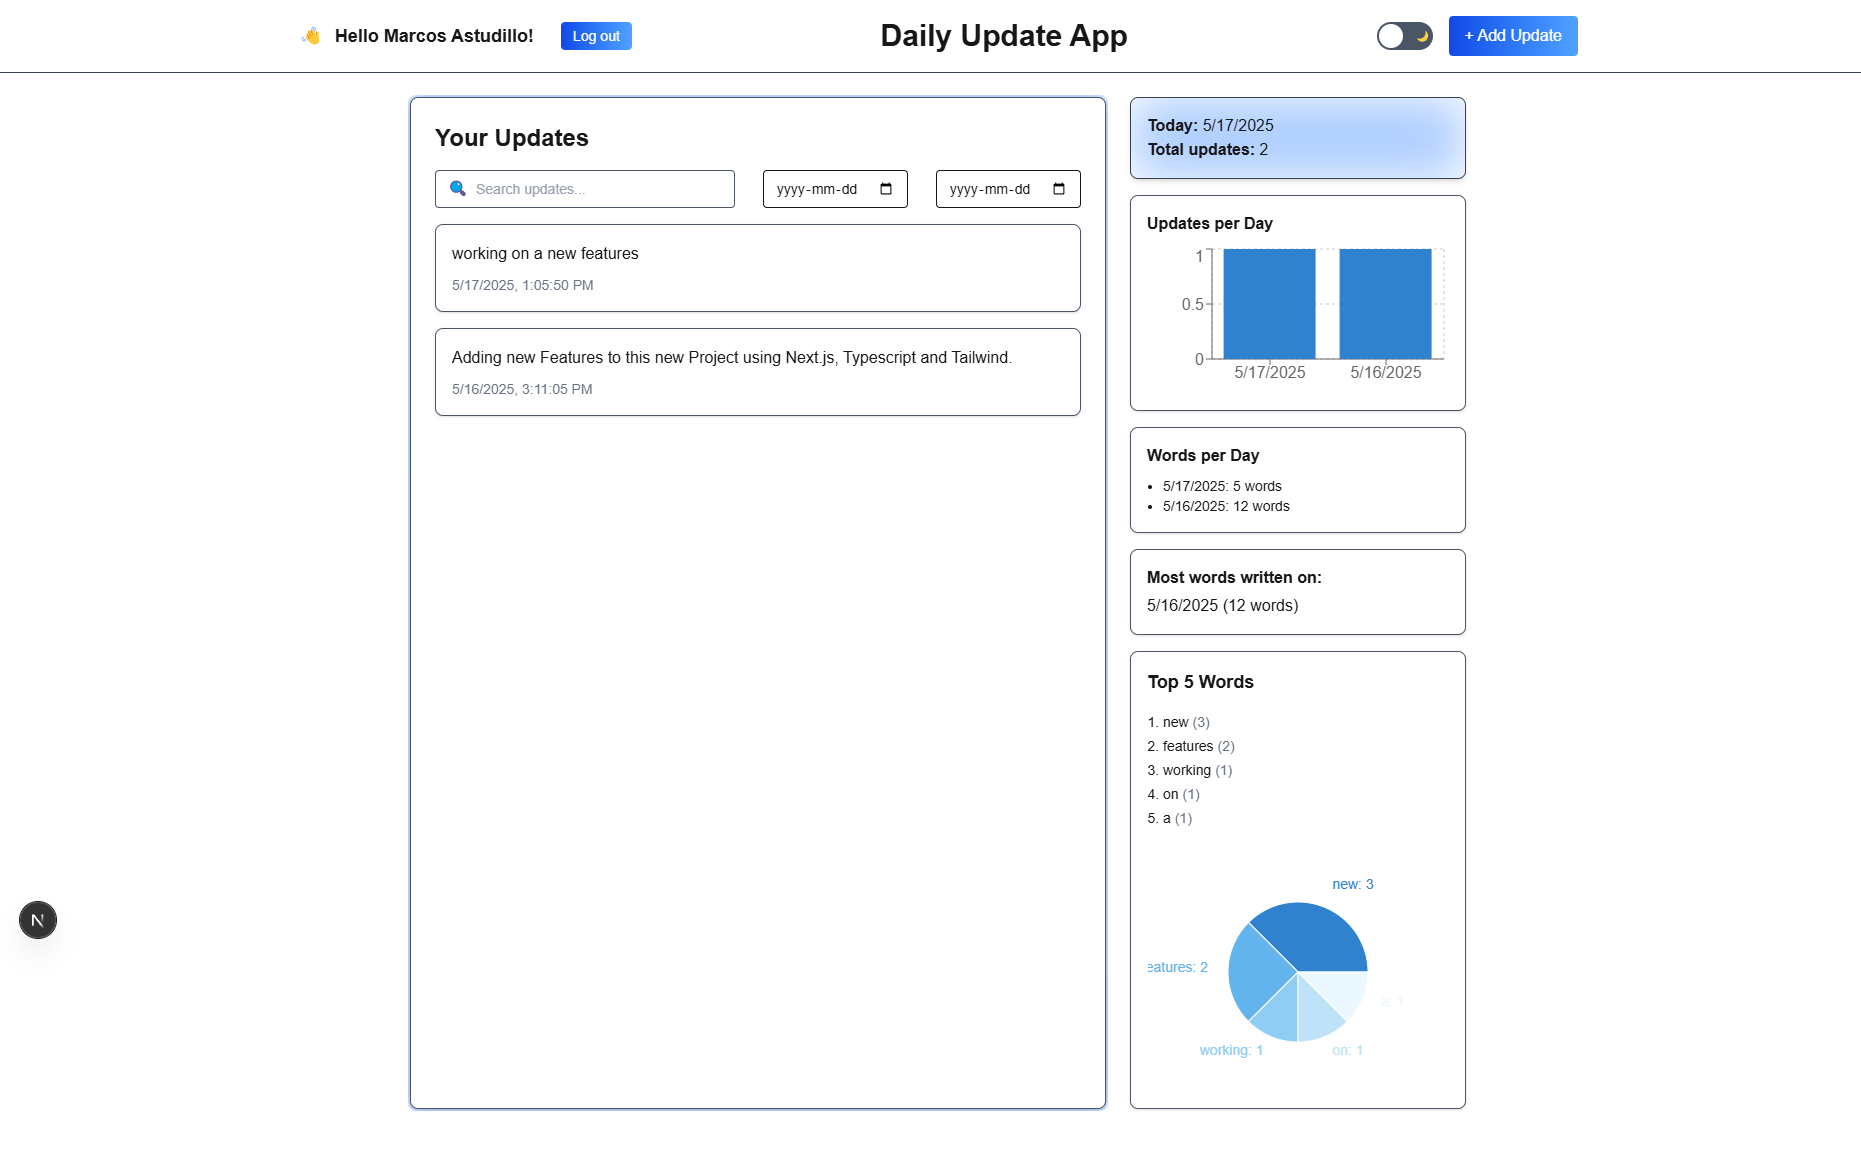 👋 Hello Marcos Astudillo!
Log out
Daily Update App
+ Add Update
Your Updates
Search updates...
yyyy-mm-dd
yyyy-mm-dd
working on a new features
5/17/2025, 1:05:50 PM
Adding new Features to this new Project using Next.js, Typescript and Tailwind.
5/16/2025, 3:11:05 PM
Today: 5/17/2025
Total updates: 2
Updates per Day
1
0.5
0
5/17/2025
5/16/2025
Words per Day
• 5/17/2025: 5 words
• 5/16/2025: 12 words
Most words written on:
5/16/2025 (12 words)
Top 5 Words
1. new (3)
2. features (2)
3. working (1)
4. on (1)
5. a (1)
new: 3
eatures: 2
a: 1
working: 1
on: 1
N